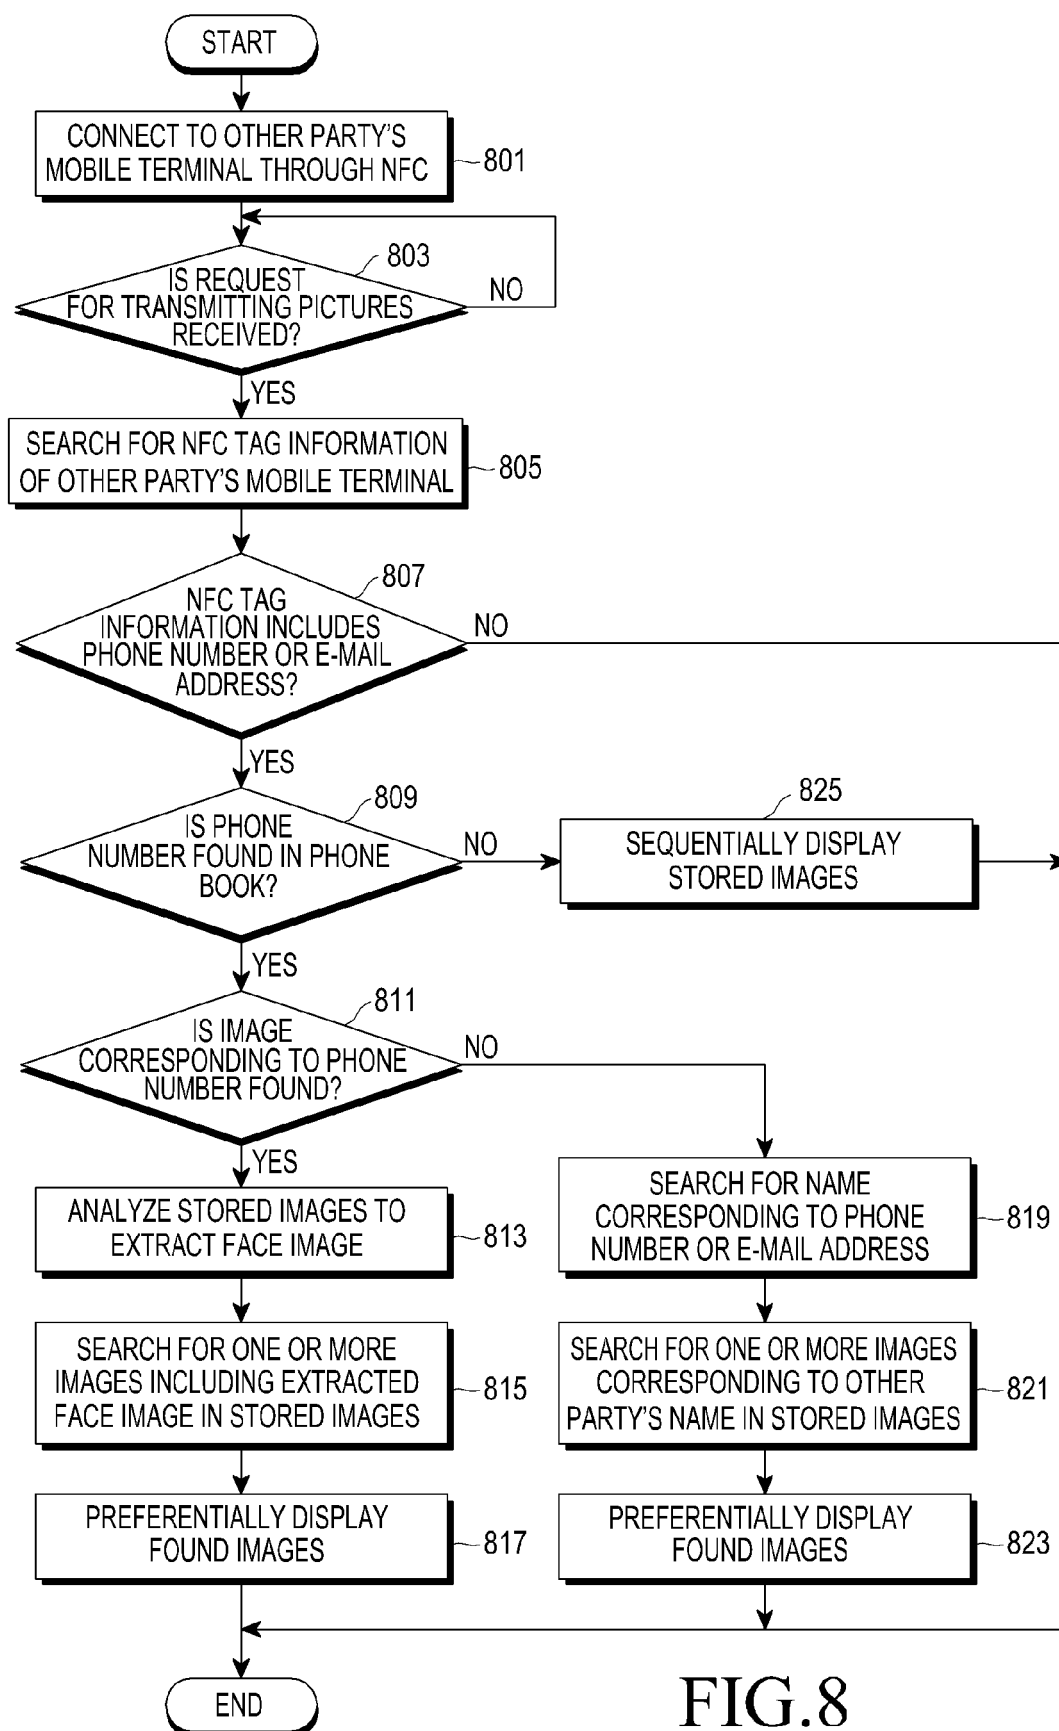 START
CONNECT TO OTHER PARTY'S
MOBILE TERMINAL THROUGH NFC
801
803
IS REQUEST
FOR TRANSMITTING PICTURES
RECEIVED?
NO
YES
SEARCH FOR NFC TAG INFORMATION
OF OTHER PARTY'S MOBILE TERMINAL
805
807
NFC TAG
INFORMATION INCLUDES
PHONE NUMBER OR E-MAIL
ADDRESS?
NO
YES
809
IS PHONE
NUMBER FOUND IN PHONE
BOOK?
NO
825
SEQUENTIALLY DISPLAY
STORED IMAGES
YES
811
IS IMAGE
CORRESPONDING TO PHONE
NUMBER FOUND?
NO
YES
ANALYZE STORED IMAGES TO
EXTRACT FACE IMAGE
813
SEARCH FOR NAME
CORRESPONDING TO PHONE
NUMBER OR E-MAIL ADDRESS
819
SEARCH FOR ONE OR MORE
IMAGES INCLUDING EXTRACTED
FACE IMAGE IN STORED IMAGES
815
SEARCH FOR ONE OR MORE IMAGES
CORRESPONDING TO OTHER
PARTY'S NAME IN STORED IMAGES
821
PREFERENTIALLY DISPLAY
FOUND IMAGES
817
PREFERENTIALLY DISPLAY
FOUND IMAGES
823
END
FIG.8